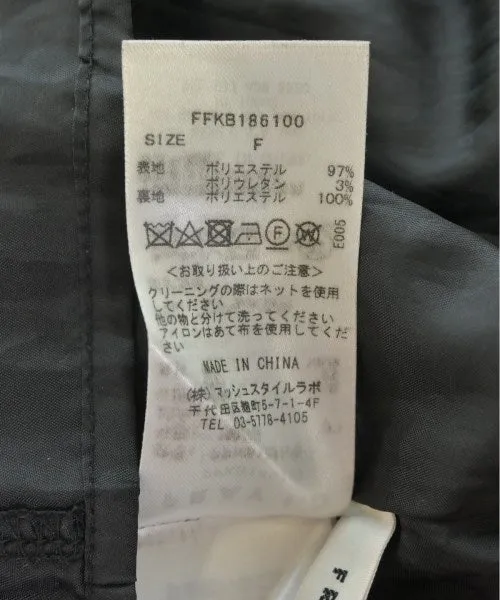 FFKB186100
SIZE F
表地 ポリエステル 97%
ポリウレタン 3%
裏地 ポリエステル 100%
F W E005
<お取り扱い上のご注意>
クリーニングの際はネットを使用
してください
他の物と分けて洗ってください
アイロンはあて布を使用してくだ
さい
MADE IN CHINA
(株)マッシュスタイルラボ
千代田区麹町5-7-1-4F
TEL 03-5778-4105
F